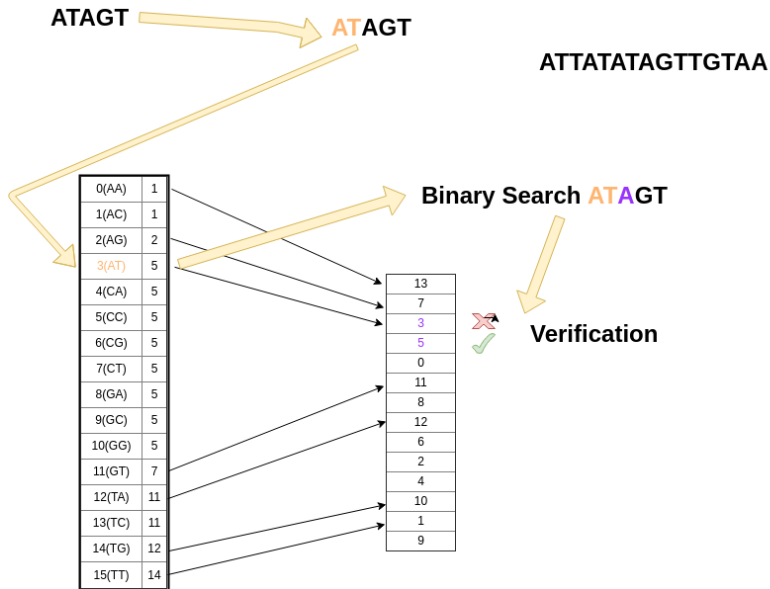 ATAGT
ATAGT
ATTATATAGTTGTAA
0(AA) 1
1(AC) 1
2(AG) 2
3(AT) 5
4(CA) 5
5(CC) 5
6(CG) 5
7(CT) 5
8(GA) 5
9(GC) 5
10(GG) 5
11(GT) 7
12(TA) 11
13(TC) 11
14(TG) 12
15(TT) 14
Binary Search ATAGT
13
7
3
5
0
11
8
12
6
2
4
10
1
9
Verification